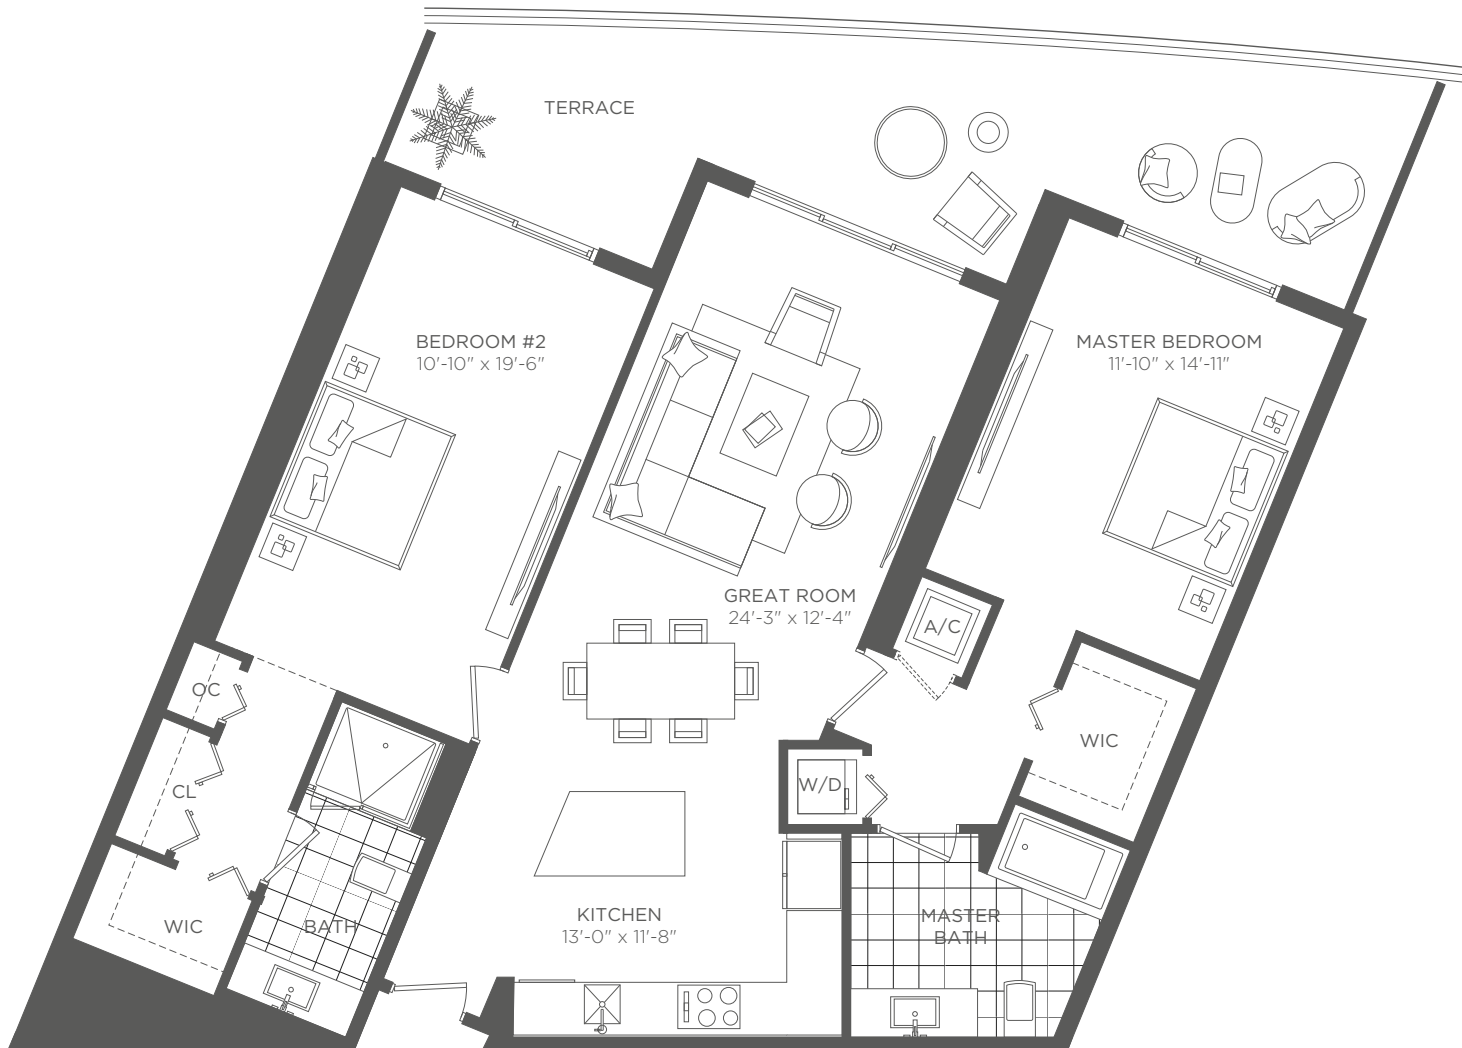 TERRACE
BEDROOM #2
10'-10" x 19'-6"
MASTER BEDROOM
11'-10" x 14'-11"
GREAT ROOM
24'-3" x 12'-4"
A/C
OC
WIC
W/D
CL
KITCHEN
13'-0" x 11'-8"
MASTER
BATH
WIC
BATH